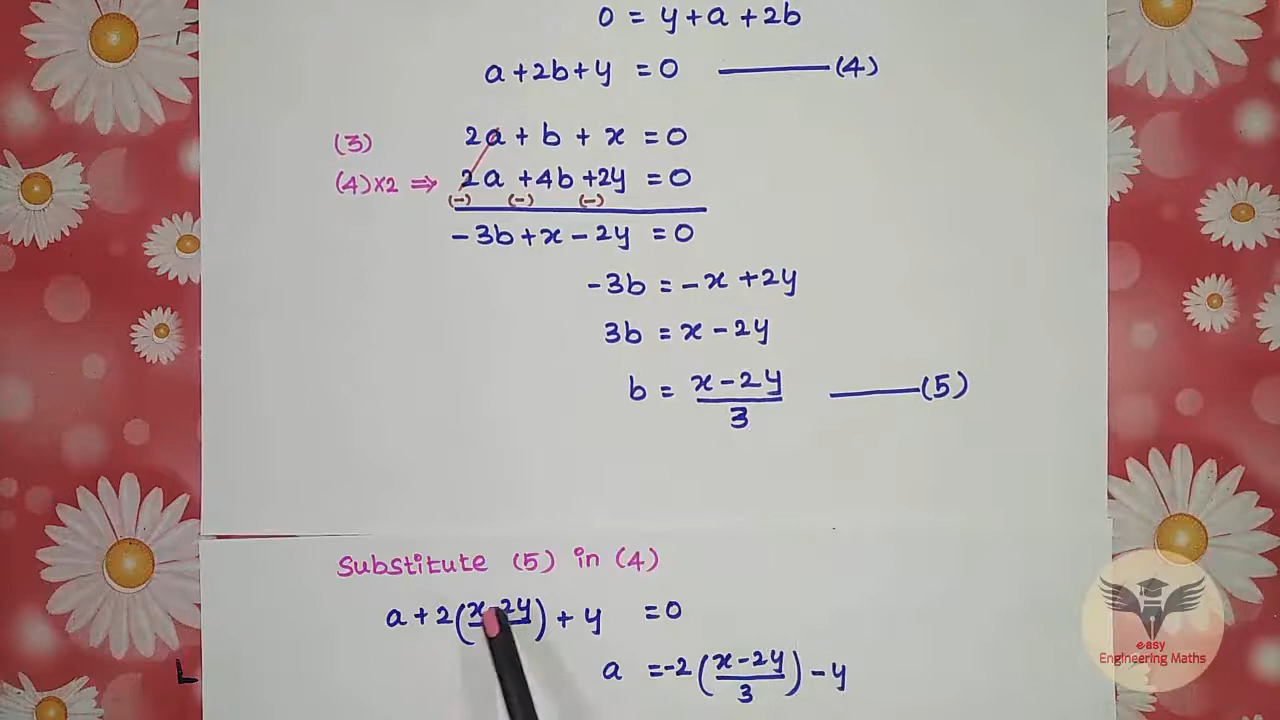 0 = y + a + 2b
a + 2b + y = 0 ———(4)
(3) 2a + b + x = 0
(4)×2 ⇒ 2a + 4b + 2y = 0
(-) (-) (-)
-3b + x - 2y = 0
-3b = -x + 2y
3b = x - 2y
b = (x - 2y)/3 ———(5)
Substitute (5) in (4)
a + 2(x 2y) + y = 0
a = -2((x - 2y)/3) - y
easy
Engineering Maths